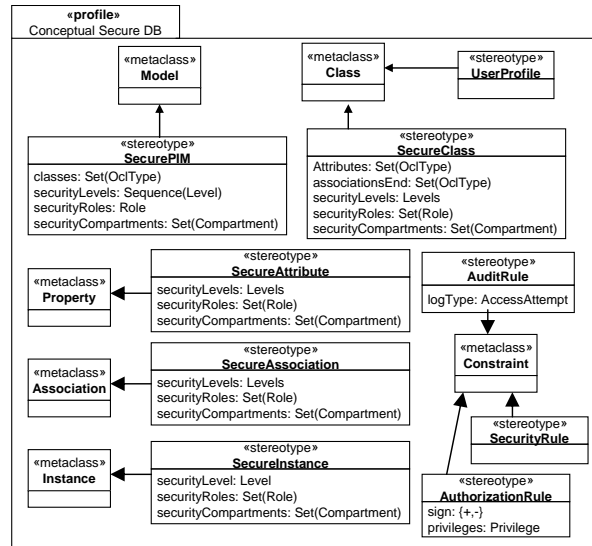 «profile»
Conceptual Secure DB
«metaclass»
Model
«metaclass»
Class
«stereotype»
UserProfile
«stereotype»
SecurePIM
classes: Set(OclType)
securityLevels: Sequence(Level)
securityRoles: Role
securityCompartments: Set(Compartment)
«stereotype»
SecureClass
Attributes: Set(OclType)
associationsEnd: Set(OclType)
securityLevels: Levels
securityRoles: Set(Role)
securityCompartments: Set(Compartment)
«metaclass»
Property
«stereotype»
SecureAttribute
securityLevels: Levels
securityRoles: Set(Role)
securityCompartments: Set(Compartment)
«stereotype»
AuditRule
logType: AccessAttempt
«metaclass»
Association
«stereotype»
SecureAssociation
securityLevels: Levels
securityRoles: Set(Role)
securityCompartments: Set(Compartment)
«metaclass»
Constraint
«stereotype»
SecurityRule
«metaclass»
Instance
«stereotype»
SecureInstance
securityLevel: Level
securityRoles: Set(Role)
securityCompartments: Set(Compartment)
«stereotype»
AuthorizationRule
sign: {+,-}
privileges: Privilege